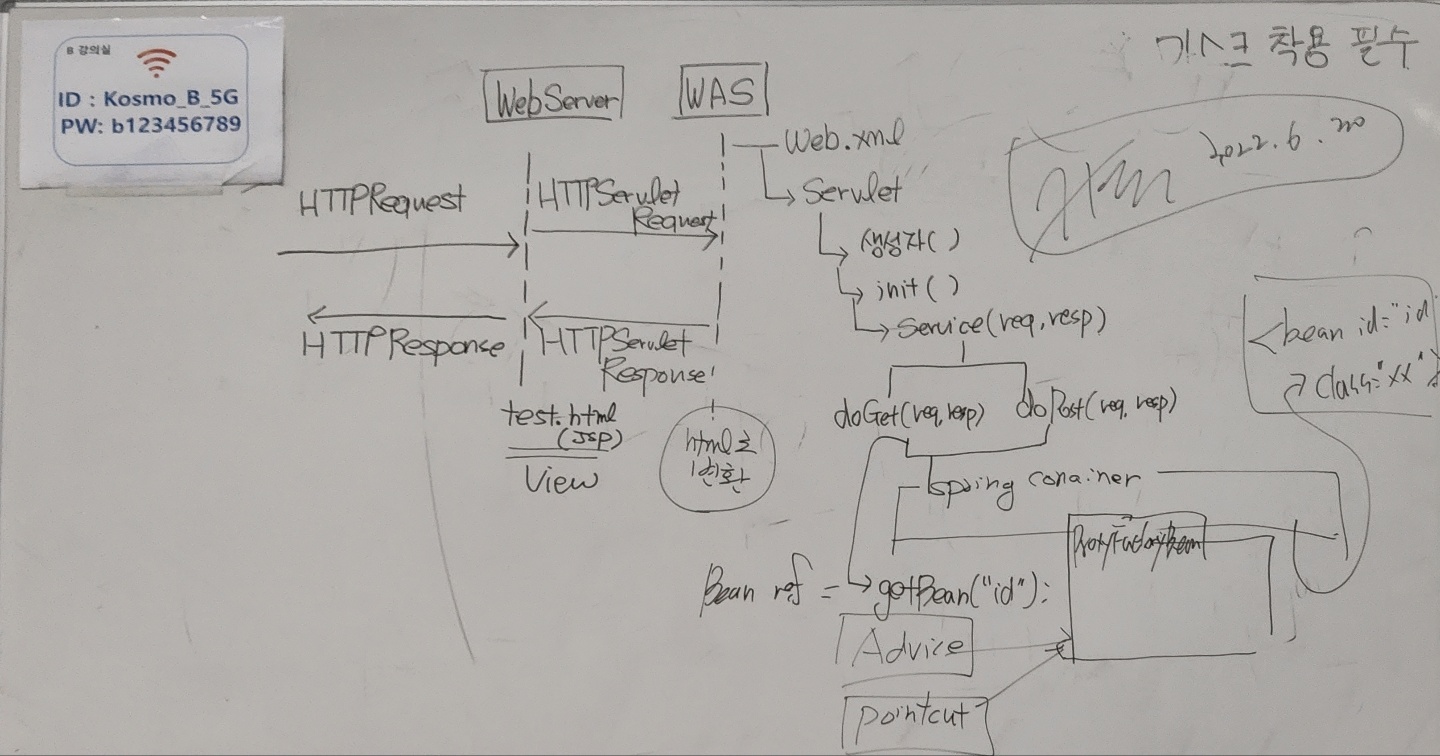 B 강의실
ID : Kosmo_B_5G
PW: b123456789
기스크 착용 필수
2022.6.20
WebServer
WAS
HTTPRequest
HTTPServlet
Request
HTTPResponse
HTTPServlet
Response
test.html
(JSP)
View
html로
변환
Web.xml
Servlet
생성자( )
init( )
Service(req, resp)
doGet(req, resp)
doPost(req, resp)
spring conainer
<bean id="id"
class="xx">
ProxyFactoryBean
Bean ref = getBean("id");
Advice
pointcut